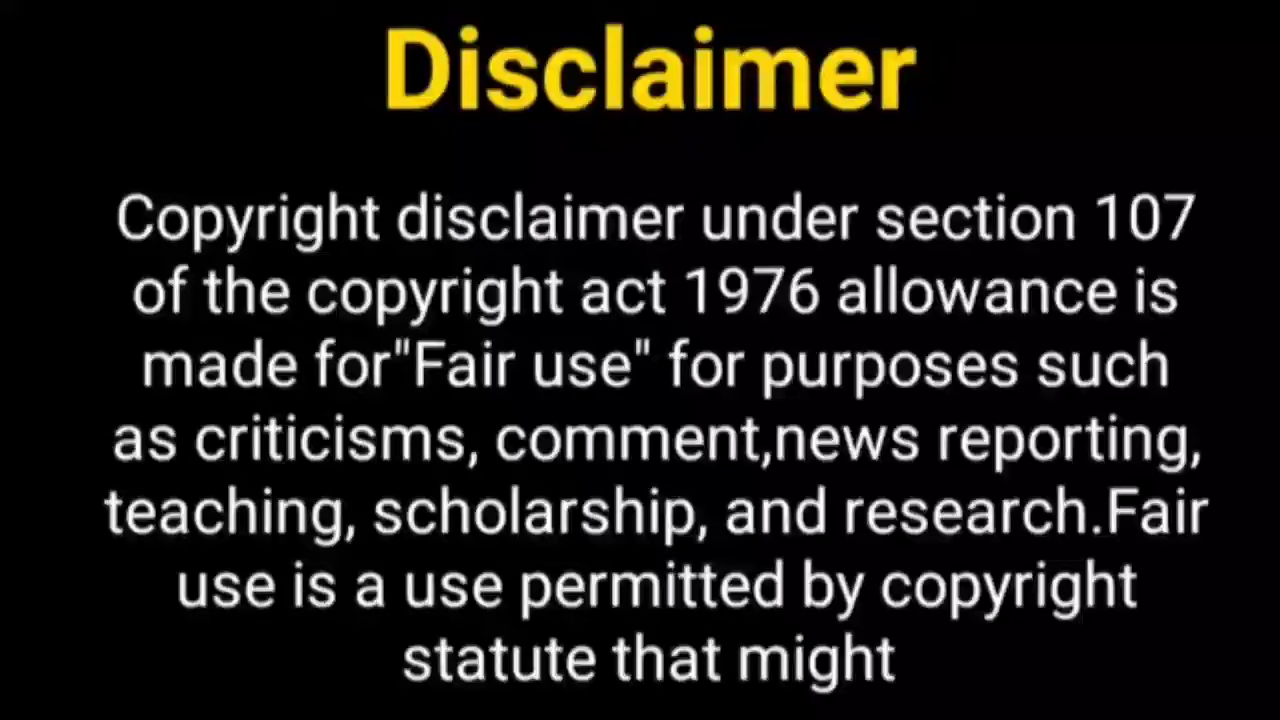 Disclaimer
Copyright disclaimer under section 107
of the copyright act 1976 allowance is
made for"Fair use" for purposes such
as criticisms, comment,news reporting,
teaching, scholarship, and research.Fair
use is a use permitted by copyright
statute that might